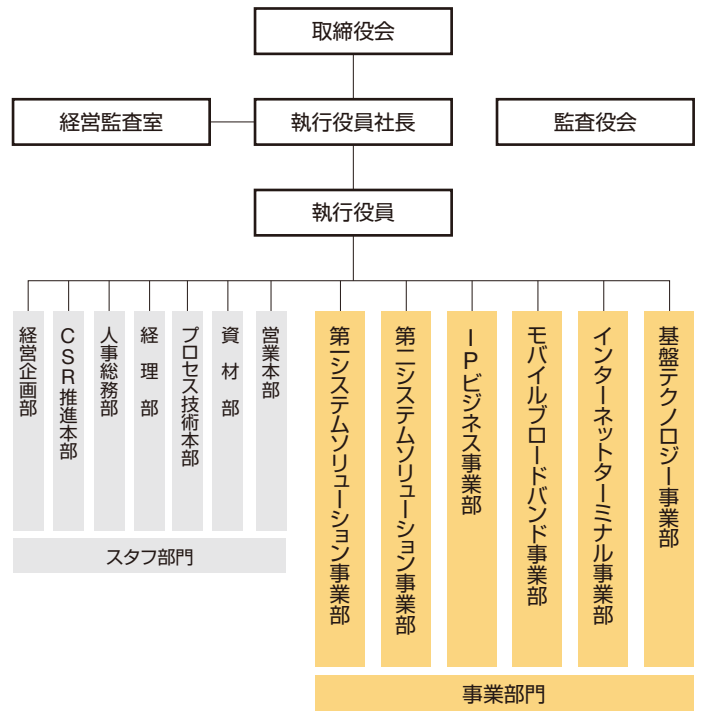 取締役会
経営監査室
執行役員社長
監査役会
執行役員
経営企画部
CSR推進本部
人事総務部
経理部
プロセス技術本部
資材部
営業本部
第一システムソリューション事業部
第二システムソリューション事業部
IPビジネス事業部
モバイルブロードバンド事業部
インターネットターミナル事業部
基盤テクノロジー事業部
スタフ部門
事業部門